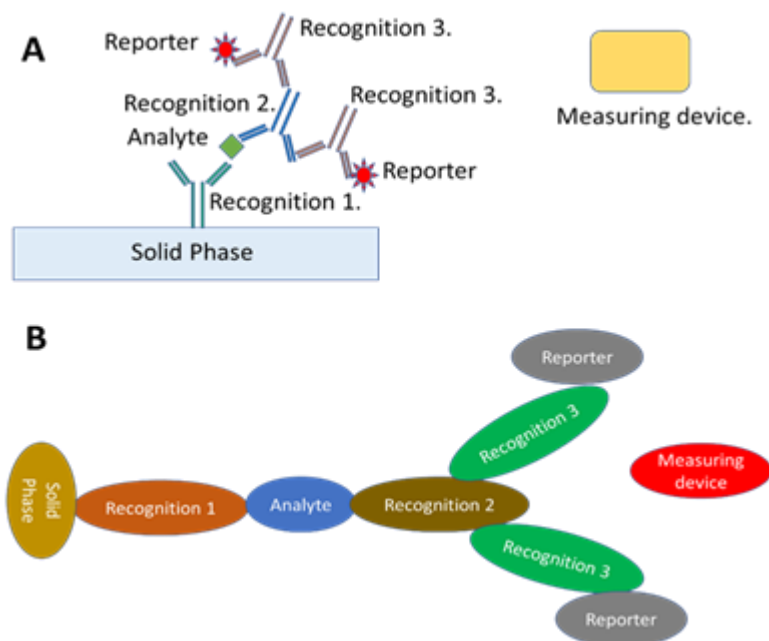 A
Reporter
Recognition 3.
Recognition 2.
Recognition 3.
Analyte
Reporter
Recognition 1.
Solid Phase
Measuring device.
B
Reporter
Recognition 3
Measuring
device
Solid
Phase
Recognition 1
Analyte
Recognition 2
Recognition 3
Reporter